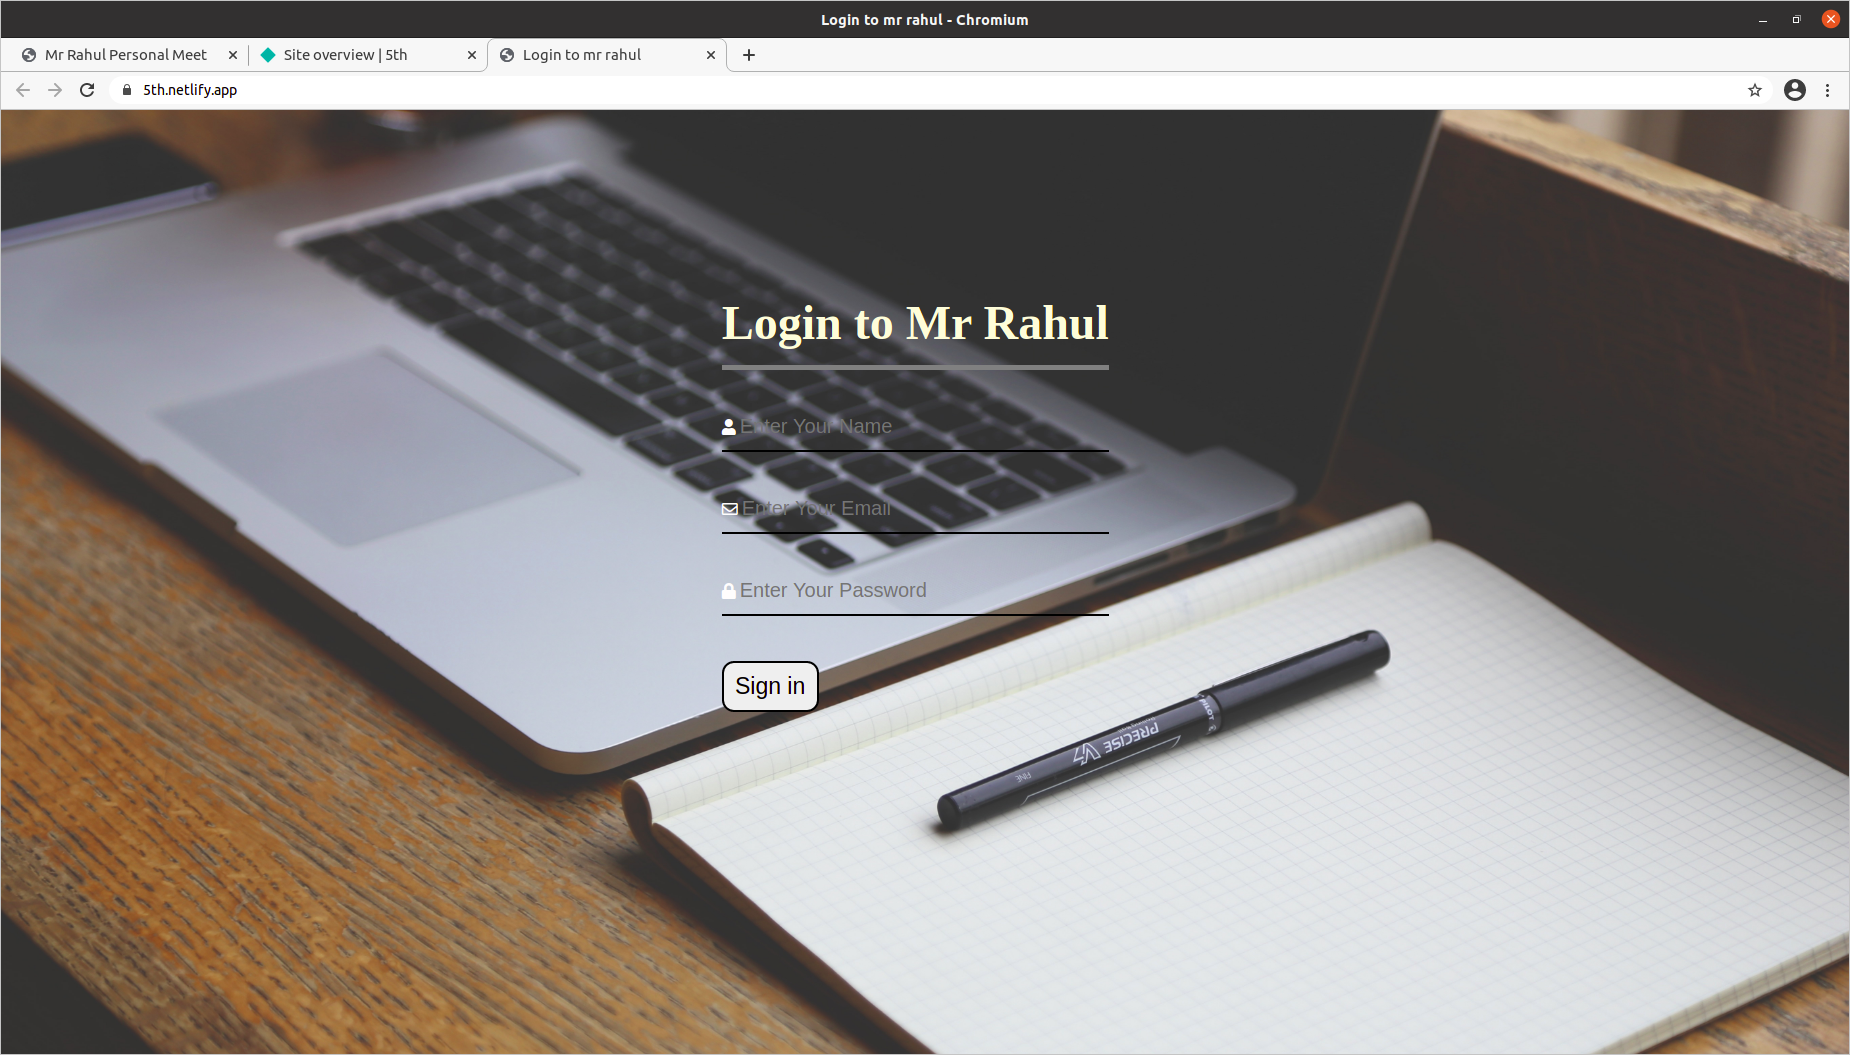 Login to mr rahul - Chromium
Mr Rahul Personal Meet
Site overview | 5th
Login to mr rahul
5th.netlify.app
Login to Mr Rahul
Enter Your Name
Enter Your Email
Enter Your Password
Sign in
PILOT
PRECISE V7
FINE